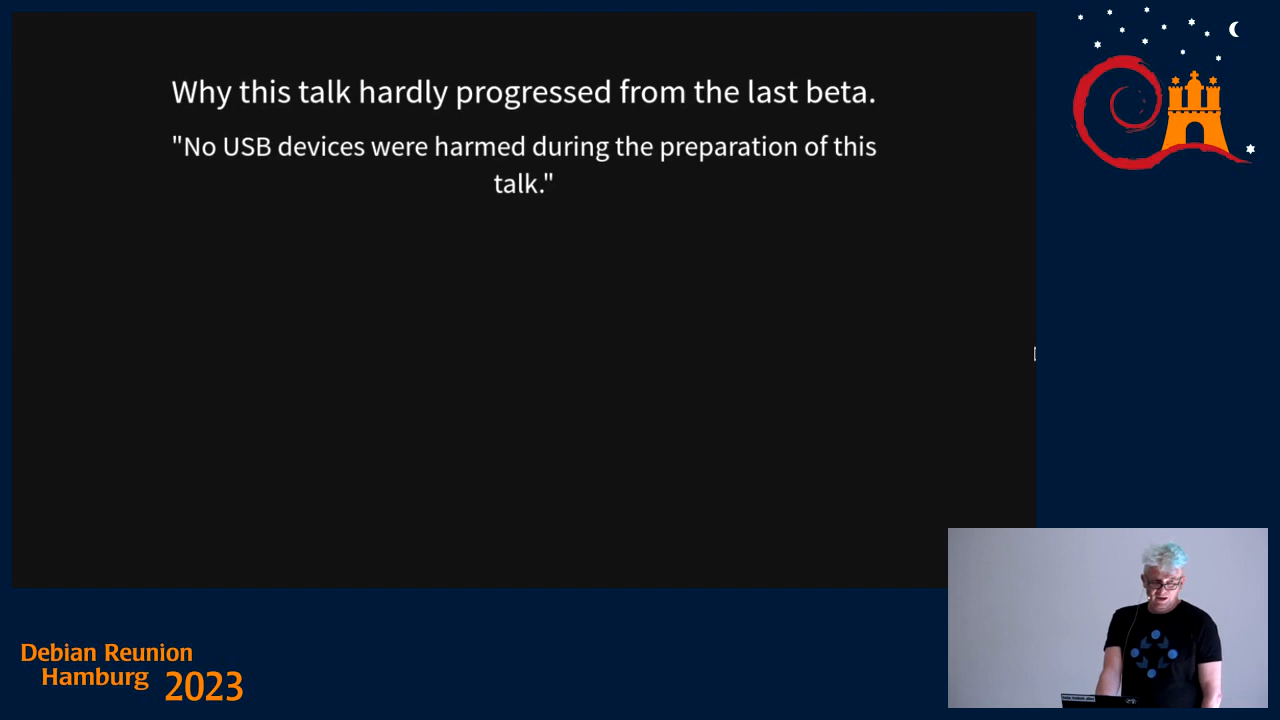 Why this talk hardly progressed from the last beta.
"No USB devices were harmed during the preparation of this
talk."
Debian Reunion
Hamburg 2023